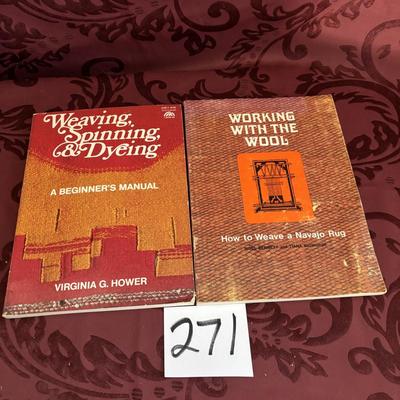 Weaving,
Spinning,
& Dyeing
A BEGINNER'S MANUAL
VIRGINIA G. HOWER
WORKING
WITH THE
WOOL
How to Weave a Navajo Rug
271